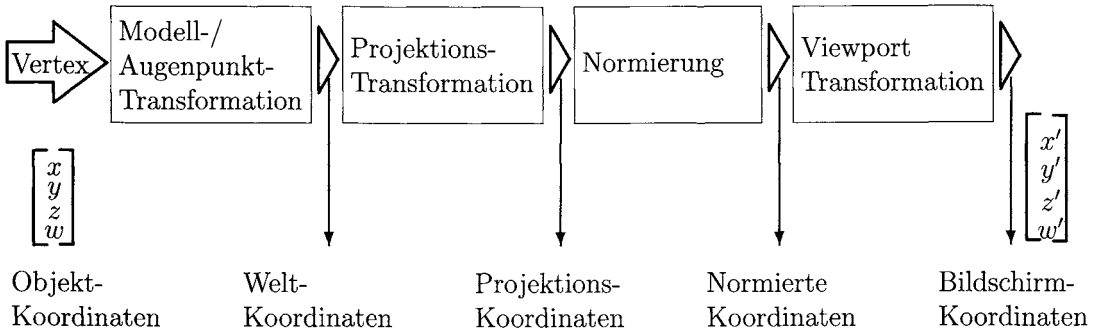 Vertex
Modell-/
Augenpunkt-
Transformation
Projektions-
Transformation
Normierung
Viewport
Transformation
x
y
z
w
x'
y'
z'
w'
Objekt-
Koordinaten
Welt-
Koordinaten
Projektions-
Koordinaten
Normierte
Koordinaten
Bildschirm-
Koordinaten